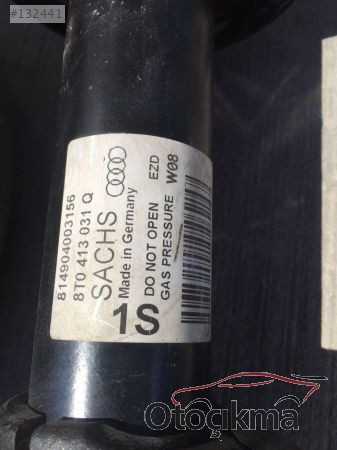 #132441
814904003156
8T0 413 031 Q
SACHS
Made in Germany
1S
EZD
DO NOT OPEN
GAS PRESSURE W08
Otoçıkma